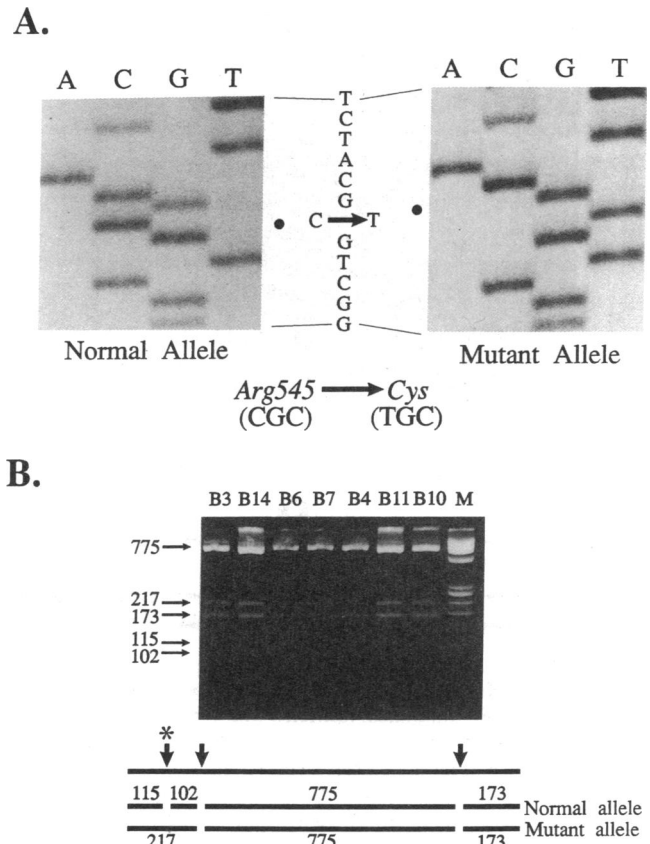 A.
A C G T
A C G T
T
C
T
A
C
G
C T
G
T
C
G
G
Normal Allele
Mutant Allele
Arg545 Cys
(CGC) (TGC)
B.
B3 B14 B6 B7 B4 B11 B10 M
775
217
173
115
102
*
115 102 775 173
Normal allele
Mutant allele
217 775 173